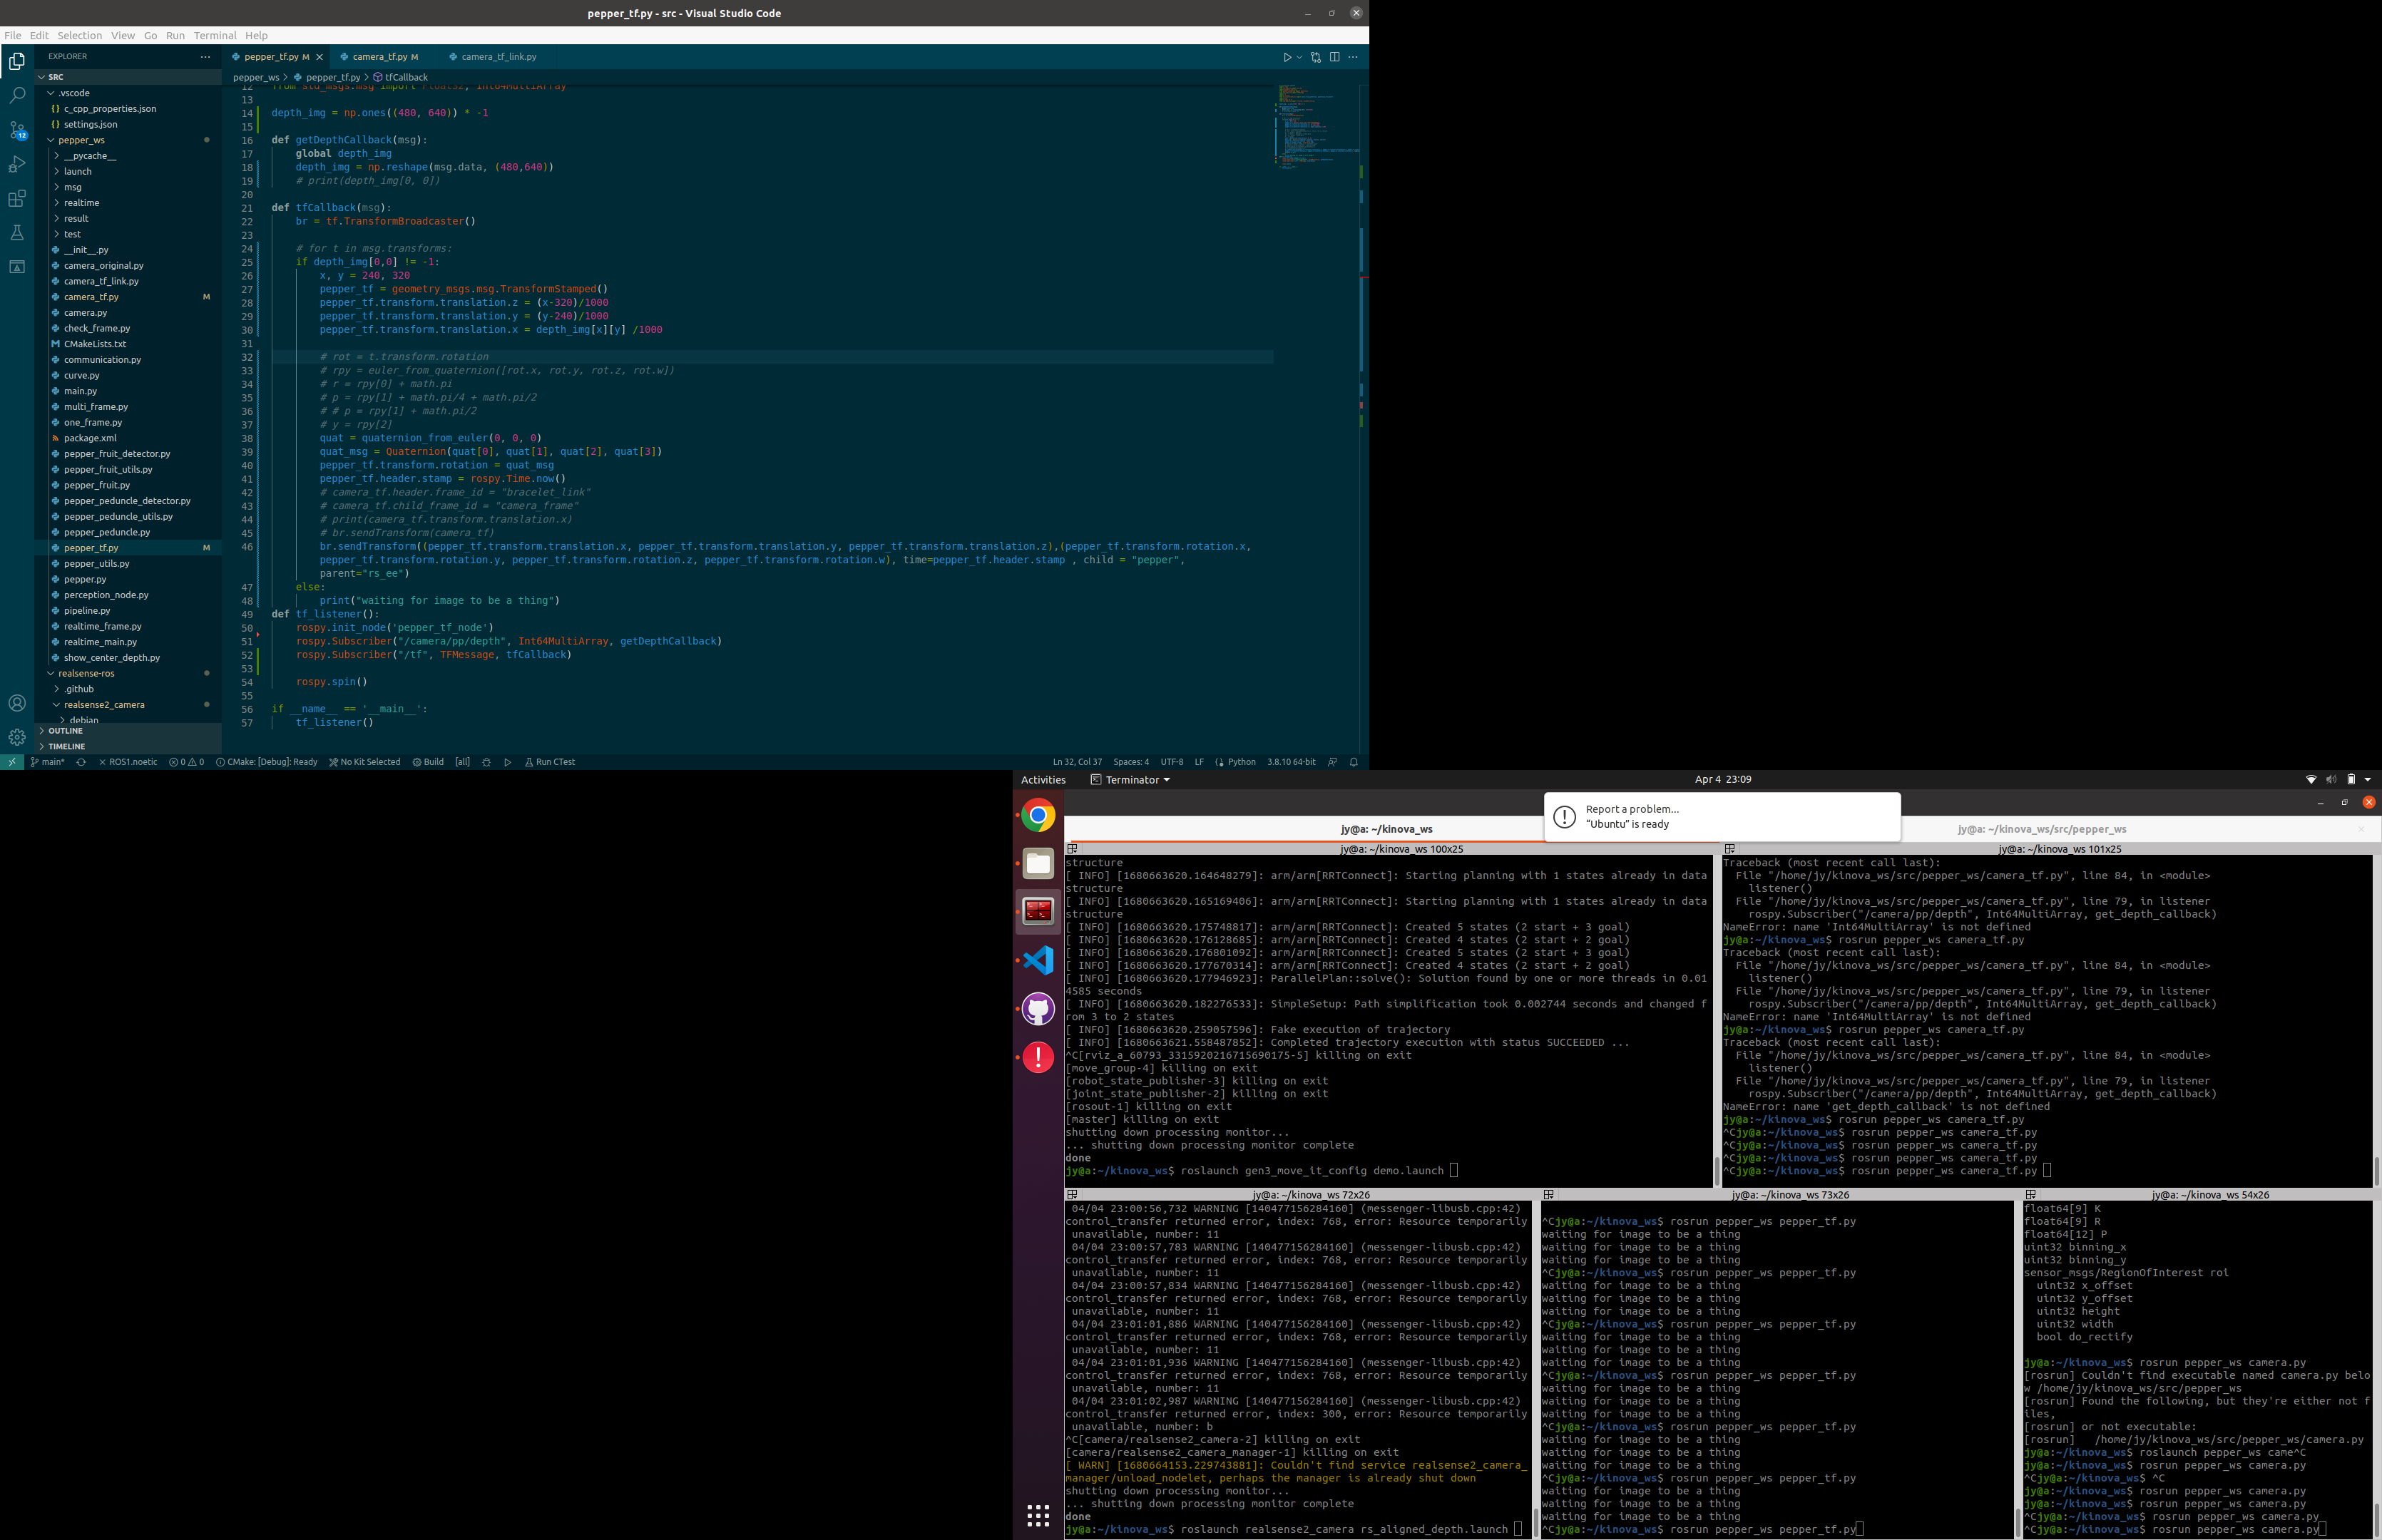 pepper_tf.py - src - Visual Studio Code
File Edit Selection View Go Run Terminal Help
EXPLORER
SRC
.vscode
c_cpp_properties.json
settings.json
pepper_ws
__pycache__
launch
msg
realtime
result
test
__init__.py
camera_original.py
camera_tf_link.py
camera_tf.py M
camera.py
check_frame.py
CMakeLists.txt
communication.py
curve.py
main.py
multi_frame.py
one_frame.py
package.xml
pepper_fruit_detector.py
pepper_fruit_utils.py
pepper_fruit.py
pepper_peduncle_detector.py
pepper_peduncle_utils.py
pepper_peduncle.py
pepper_tf.py M
pepper_utils.py
pepper.py
perception_node.py
pipeline.py
realtime_frame.py
realtime_main.py
show_center_depth.py
realsense-ros
.github
realsense2_camera
debian
OUTLINE
TIMELINE
12
pepper_tf.py M camera_tf.py M camera_tf_link.py
pepper_ws > pepper_tf.py > tfCallback
12 from std_msgs.msg import Float32, Int64MultiArray
13
14 depth_img = np.ones((480, 640)) * -1
15
16 def getDepthCallback(msg):
17 global depth_img
18 depth_img = np.reshape(msg.data, (480,640))
19 # print(depth_img[0, 0])
20
21 def tfCallback(msg):
22 br = tf.TransformBroadcaster()
23
24 # for t in msg.transforms:
25 if depth_img[0,0] != -1:
26 x, y = 240, 320
27 pepper_tf = geometry_msgs.msg.TransformStamped()
28 pepper_tf.transform.translation.z = (x-320)/1000
29 pepper_tf.transform.translation.y = (y-240)/1000
30 pepper_tf.transform.translation.x = depth_img[x][y] /1000
31
32 # rot = t.transform.rotation
33 # rpy = euler_from_quaternion([rot.x, rot.y, rot.z, rot.w])
34 # r = rpy[0] + math.pi
35 # p = rpy[1] + math.pi/4 + math.pi/2
36 # # p = rpy[1] + math.pi/2
37 # y = rpy[2]
38 quat = quaternion_from_euler(0, 0, 0)
39 quat_msg = Quaternion(quat[0], quat[1], quat[2], quat[3])
40 pepper_tf.transform.rotation = quat_msg
41 pepper_tf.header.stamp = rospy.Time.now()
42 # camera_tf.header.frame_id = "bracelet_link"
43 # camera_tf.child_frame_id = "camera_frame"
44 # print(camera_tf.transform.translation.x)
45 # br.sendTransform(camera_tf)
46 br.sendTransform((pepper_tf.transform.translation.x, pepper_tf.transform.translation.y, pepper_tf.transform.translation.z),(pepper_tf.transform.rotation.x,
pepper_tf.transform.rotation.y, pepper_tf.transform.rotation.z, pepper_tf.transform.rotation.w), time=pepper_tf.header.stamp , child = "pepper",
parent="rs_ee")
47 else:
48 print("waiting for image to be a thing")
49 def tf_listener():
50 rospy.init_node('pepper_tf_node')
51 rospy.Subscriber("/camera/pp/depth", Int64MultiArray, getDepthCallback)
52 rospy.Subscriber("/tf", TFMessage, tfCallback)
53
54 rospy.spin()
55
56 if __name__ == '__main__':
57 tf_listener()
main* ROS1.noetic 0 0 CMake: [Debug]: Ready No Kit Selected Build [all] Run CTest Ln 32, Col 37 Spaces: 4 UTF-8 LF Python 3.8.10 64-bit
Activities Terminator Apr 4 23:09
Report a problem...
"Ubuntu" is ready
jy@a: ~/kinova_ws jy@a: ~/kinova_ws/src/pepper_ws
jy@a: ~/kinova_ws 100x25
structure
[ INFO] [1680663620.164648279]: arm/arm[RRTConnect]: Starting planning with 1 states already in data
structure
[ INFO] [1680663620.165169406]: arm/arm[RRTConnect]: Starting planning with 1 states already in data
structure
[ INFO] [1680663620.175748817]: arm/arm[RRTConnect]: Created 5 states (2 start + 3 goal)
[ INFO] [1680663620.176128685]: arm/arm[RRTConnect]: Created 4 states (2 start + 2 goal)
[ INFO] [1680663620.176801092]: arm/arm[RRTConnect]: Created 5 states (2 start + 3 goal)
[ INFO] [1680663620.177670314]: arm/arm[RRTConnect]: Created 4 states (2 start + 2 goal)
[ INFO] [1680663620.177946923]: ParallelPlan::solve(): Solution found by one or more threads in 0.01
4585 seconds
[ INFO] [1680663620.182276533]: SimpleSetup: Path simplification took 0.002744 seconds and changed f
rom 3 to 2 states
[ INFO] [1680663620.259057596]: Fake execution of trajectory
[ INFO] [1680663621.558487852]: Completed trajectory execution with status SUCCEEDED ...
^C[rviz_a_60793_3315920216715690175-5] killing on exit
[move_group-4] killing on exit
[robot_state_publisher-3] killing on exit
[joint_state_publisher-2] killing on exit
[rosout-1] killing on exit
[master] killing on exit
shutting down processing monitor...
... shutting down processing monitor complete
done
jy@a:~/kinova_ws$ roslaunch gen3_move_it_config demo.launch
jy@a: ~/kinova_ws 101x25
Traceback (most recent call last):
File "/home/jy/kinova_ws/src/pepper_ws/camera_tf.py", line 84, in <module>
listener()
File "/home/jy/kinova_ws/src/pepper_ws/camera_tf.py", line 79, in listener
rospy.Subscriber("/camera/pp/depth", Int64MultiArray, get_depth_callback)
NameError: name 'Int64MultiArray' is not defined
jy@a:~/kinova_ws$ rosrun pepper_ws camera_tf.py
Traceback (most recent call last):
File "/home/jy/kinova_ws/src/pepper_ws/camera_tf.py", line 84, in <module>
listener()
File "/home/jy/kinova_ws/src/pepper_ws/camera_tf.py", line 79, in listener
rospy.Subscriber("/camera/pp/depth", Int64MultiArray, get_depth_callback)
NameError: name 'Int64MultiArray' is not defined
jy@a:~/kinova_ws$ rosrun pepper_ws camera_tf.py
Traceback (most recent call last):
File "/home/jy/kinova_ws/src/pepper_ws/camera_tf.py", line 84, in <module>
listener()
File "/home/jy/kinova_ws/src/pepper_ws/camera_tf.py", line 79, in listener
rospy.Subscriber("/camera/pp/depth", Int64MultiArray, get_depth_callback)
NameError: name 'get_depth_callback' is not defined
jy@a:~/kinova_ws$ rosrun pepper_ws camera_tf.py
^Cjy@a:~/kinova_ws$ rosrun pepper_ws camera_tf.py
^Cjy@a:~/kinova_ws$ rosrun pepper_ws camera_tf.py
^Cjy@a:~/kinova_ws$ rosrun pepper_ws camera_tf.py
^Cjy@a:~/kinova_ws$ rosrun pepper_ws camera_tf.py
jy@a: ~/kinova_ws 72x26
04/04 23:00:56,732 WARNING [140477156284160] (messenger-libusb.cpp:42)
control_transfer returned error, index: 768, error: Resource temporarily
unavailable, number: 11
04/04 23:00:57,783 WARNING [140477156284160] (messenger-libusb.cpp:42)
control_transfer returned error, index: 768, error: Resource temporarily
unavailable, number: 11
04/04 23:00:57,834 WARNING [140477156284160] (messenger-libusb.cpp:42)
control_transfer returned error, index: 768, error: Resource temporarily
unavailable, number: 11
04/04 23:01:01,886 WARNING [140477156284160] (messenger-libusb.cpp:42)
control_transfer returned error, index: 768, error: Resource temporarily
unavailable, number: 11
04/04 23:01:01,936 WARNING [140477156284160] (messenger-libusb.cpp:42)
control_transfer returned error, index: 768, error: Resource temporarily
unavailable, number: 11
04/04 23:01:02,987 WARNING [140477156284160] (messenger-libusb.cpp:42)
control_transfer returned error, index: 300, error: Resource temporarily
unavailable, number: b
^C[camera/realsense2_camera-2] killing on exit
[camera/realsense2_camera_manager-1] killing on exit
[ WARN] [1680664153.229743881]: Couldn't find service realsense2_camera_
manager/unload_nodelet, perhaps the manager is already shut down
shutting down processing monitor...
... shutting down processing monitor complete
done
jy@a:~/kinova_ws$ roslaunch realsense2_camera rs_aligned_depth.launch
jy@a: ~/kinova_ws 73x26
^Cjy@a:~/kinova_ws$ rosrun pepper_ws pepper_tf.py
waiting for image to be a thing
waiting for image to be a thing
waiting for image to be a thing
^Cjy@a:~/kinova_ws$ rosrun pepper_ws pepper_tf.py
waiting for image to be a thing
waiting for image to be a thing
waiting for image to be a thing
^Cjy@a:~/kinova_ws$ rosrun pepper_ws pepper_tf.py
waiting for image to be a thing
waiting for image to be a thing
waiting for image to be a thing
^Cjy@a:~/kinova_ws$ rosrun pepper_ws pepper_tf.py
waiting for image to be a thing
waiting for image to be a thing
waiting for image to be a thing
^Cjy@a:~/kinova_ws$ rosrun pepper_ws pepper_tf.py
waiting for image to be a thing
waiting for image to be a thing
waiting for image to be a thing
^Cjy@a:~/kinova_ws$ rosrun pepper_ws pepper_tf.py
waiting for image to be a thing
waiting for image to be a thing
waiting for image to be a thing
^Cjy@a:~/kinova_ws$ rosrun pepper_ws pepper_tf.py
jy@a: ~/kinova_ws 54x26
float64[9] K
float64[9] R
float64[12] P
uint32 binning_x
uint32 binning_y
sensor_msgs/RegionOfInterest roi
uint32 x_offset
uint32 y_offset
uint32 height
uint32 width
bool do_rectify
jy@a:~/kinova_ws$ rosrun pepper_ws camera.py
[rosrun] Couldn't find executable named camera.py belo
w /home/jy/kinova_ws/src/pepper_ws
[rosrun] Found the following, but they're either not f
iles,
[rosrun] or not executable:
[rosrun] /home/jy/kinova_ws/src/pepper_ws/camera.py
jy@a:~/kinova_ws$ roslaunch pepper_ws came^C
jy@a:~/kinova_ws$ rosrun pepper_ws camera.py
^Cjy@a:~/kinova_ws$ ^C
jy@a:~/kinova_ws$ rosrun pepper_ws camera.py
jy@a:~/kinova_ws$ rosrun pepper_ws camera.py
^Cjy@a:~/kinova_ws$ rosrun pepper_ws camera.py
^Cjy@a:~/kinova_ws$ rosrun pepper_ws camera.py